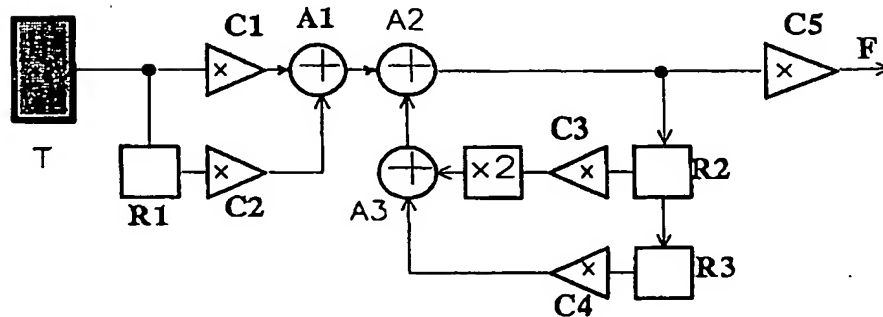 C1
A1
A2
C5
F
T
C3
×
×
×
R1
×
C2
A3
×2
×
R2
C4
×
R3